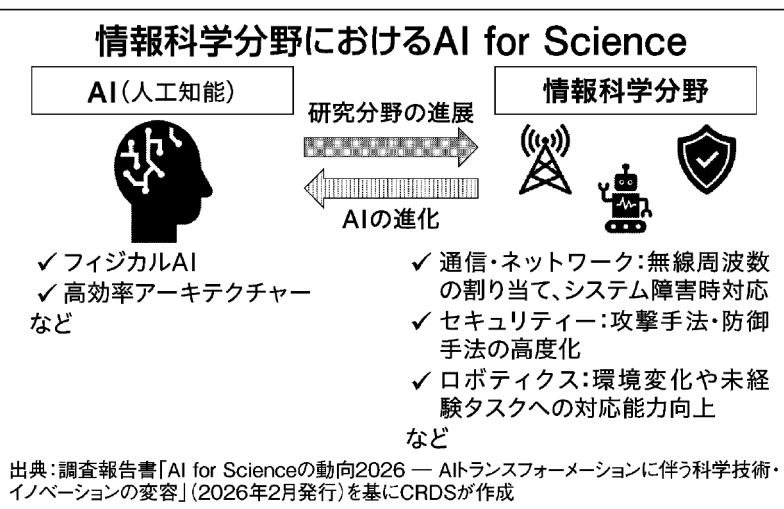 情報科学分野におけるAI for Science
AI(人工知能)
情報科学分野
研究分野の進展
AIの進化
✓ フィジカルAI
✓ 高効率アーキテクチャー
など
✓ 通信・ネットワーク:無線周波数
の割り当て、システム障害時対応
✓ セキュリティー:攻撃手法・防御
手法の高度化
✓ ロボティクス:環境変化や未経
験タスクへの対応能力向上
など
出典:調査報告書「AI for Scienceの動向2026 ― AIトランスフォーメーションに伴う科学技術・
イノベーションの変容」(2026年2月発行)を基にCRDSが作成